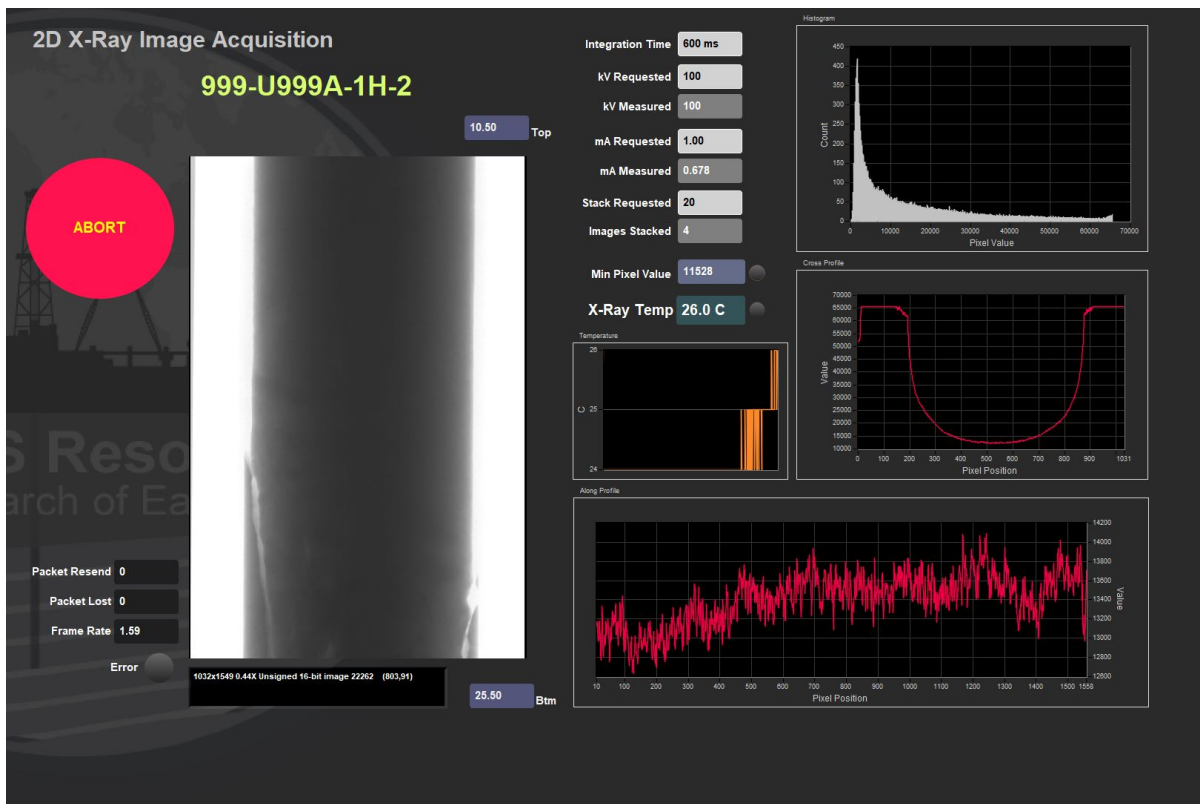 2D X-Ray Image Acquisition
999-U999A-1H-2
10.50 Top
ABORT
S Reso
arch of Ea
Packet Resend 0
Packet Lost 0
Frame Rate 1.59
Error
1032x1549 0.44X Unsigned 16-bit image 22262 (803,91)
25.50 Btm
Integration Time 600 ms
kV Requested 100
kV Measured 100
mA Requested 1.00
mA Measured 0.678
Stack Requested 20
Images Stacked 4
Min Pixel Value 11528
X-Ray Temp 26.0 C
Temperature
26
C 25
24
Histogram
450
400
350
300
250
200
150
100
50
0
Count
0 10000 20000 30000 40000 50000 60000 70000
Pixel Value
Cross Profile
70000
65000
60000
55000
50000
45000
40000
35000
30000
25000
20000
15000
10000
Value
0 100 200 300 400 500 600 700 800 900 1031
Pixel Position
Along Profile
14200
14000
13800
13600
13400
13200
13000
12800
12600
Value
10 100 200 300 400 500 600 700 800 900 1000 1100 1200 1300 1400 1500 1558
Pixel Position